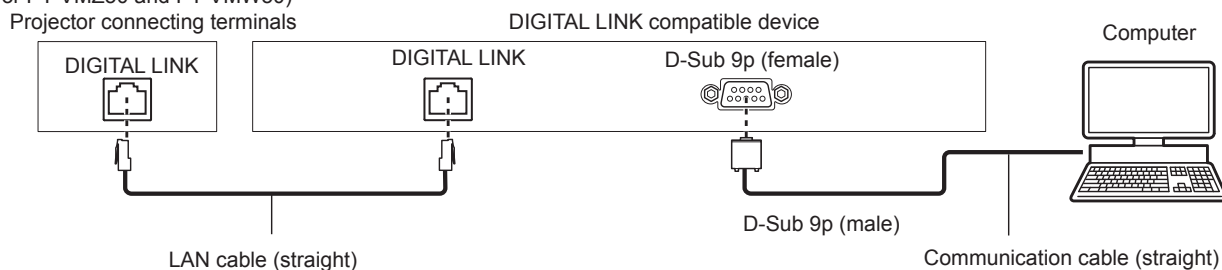 Projector connecting terminals
DIGITAL LINK compatible device
Computer
DIGITAL LINK
DIGITAL LINK
D-Sub 9p (female)
D-Sub 9p (male)
LAN cable (straight)
Communication cable (straight)